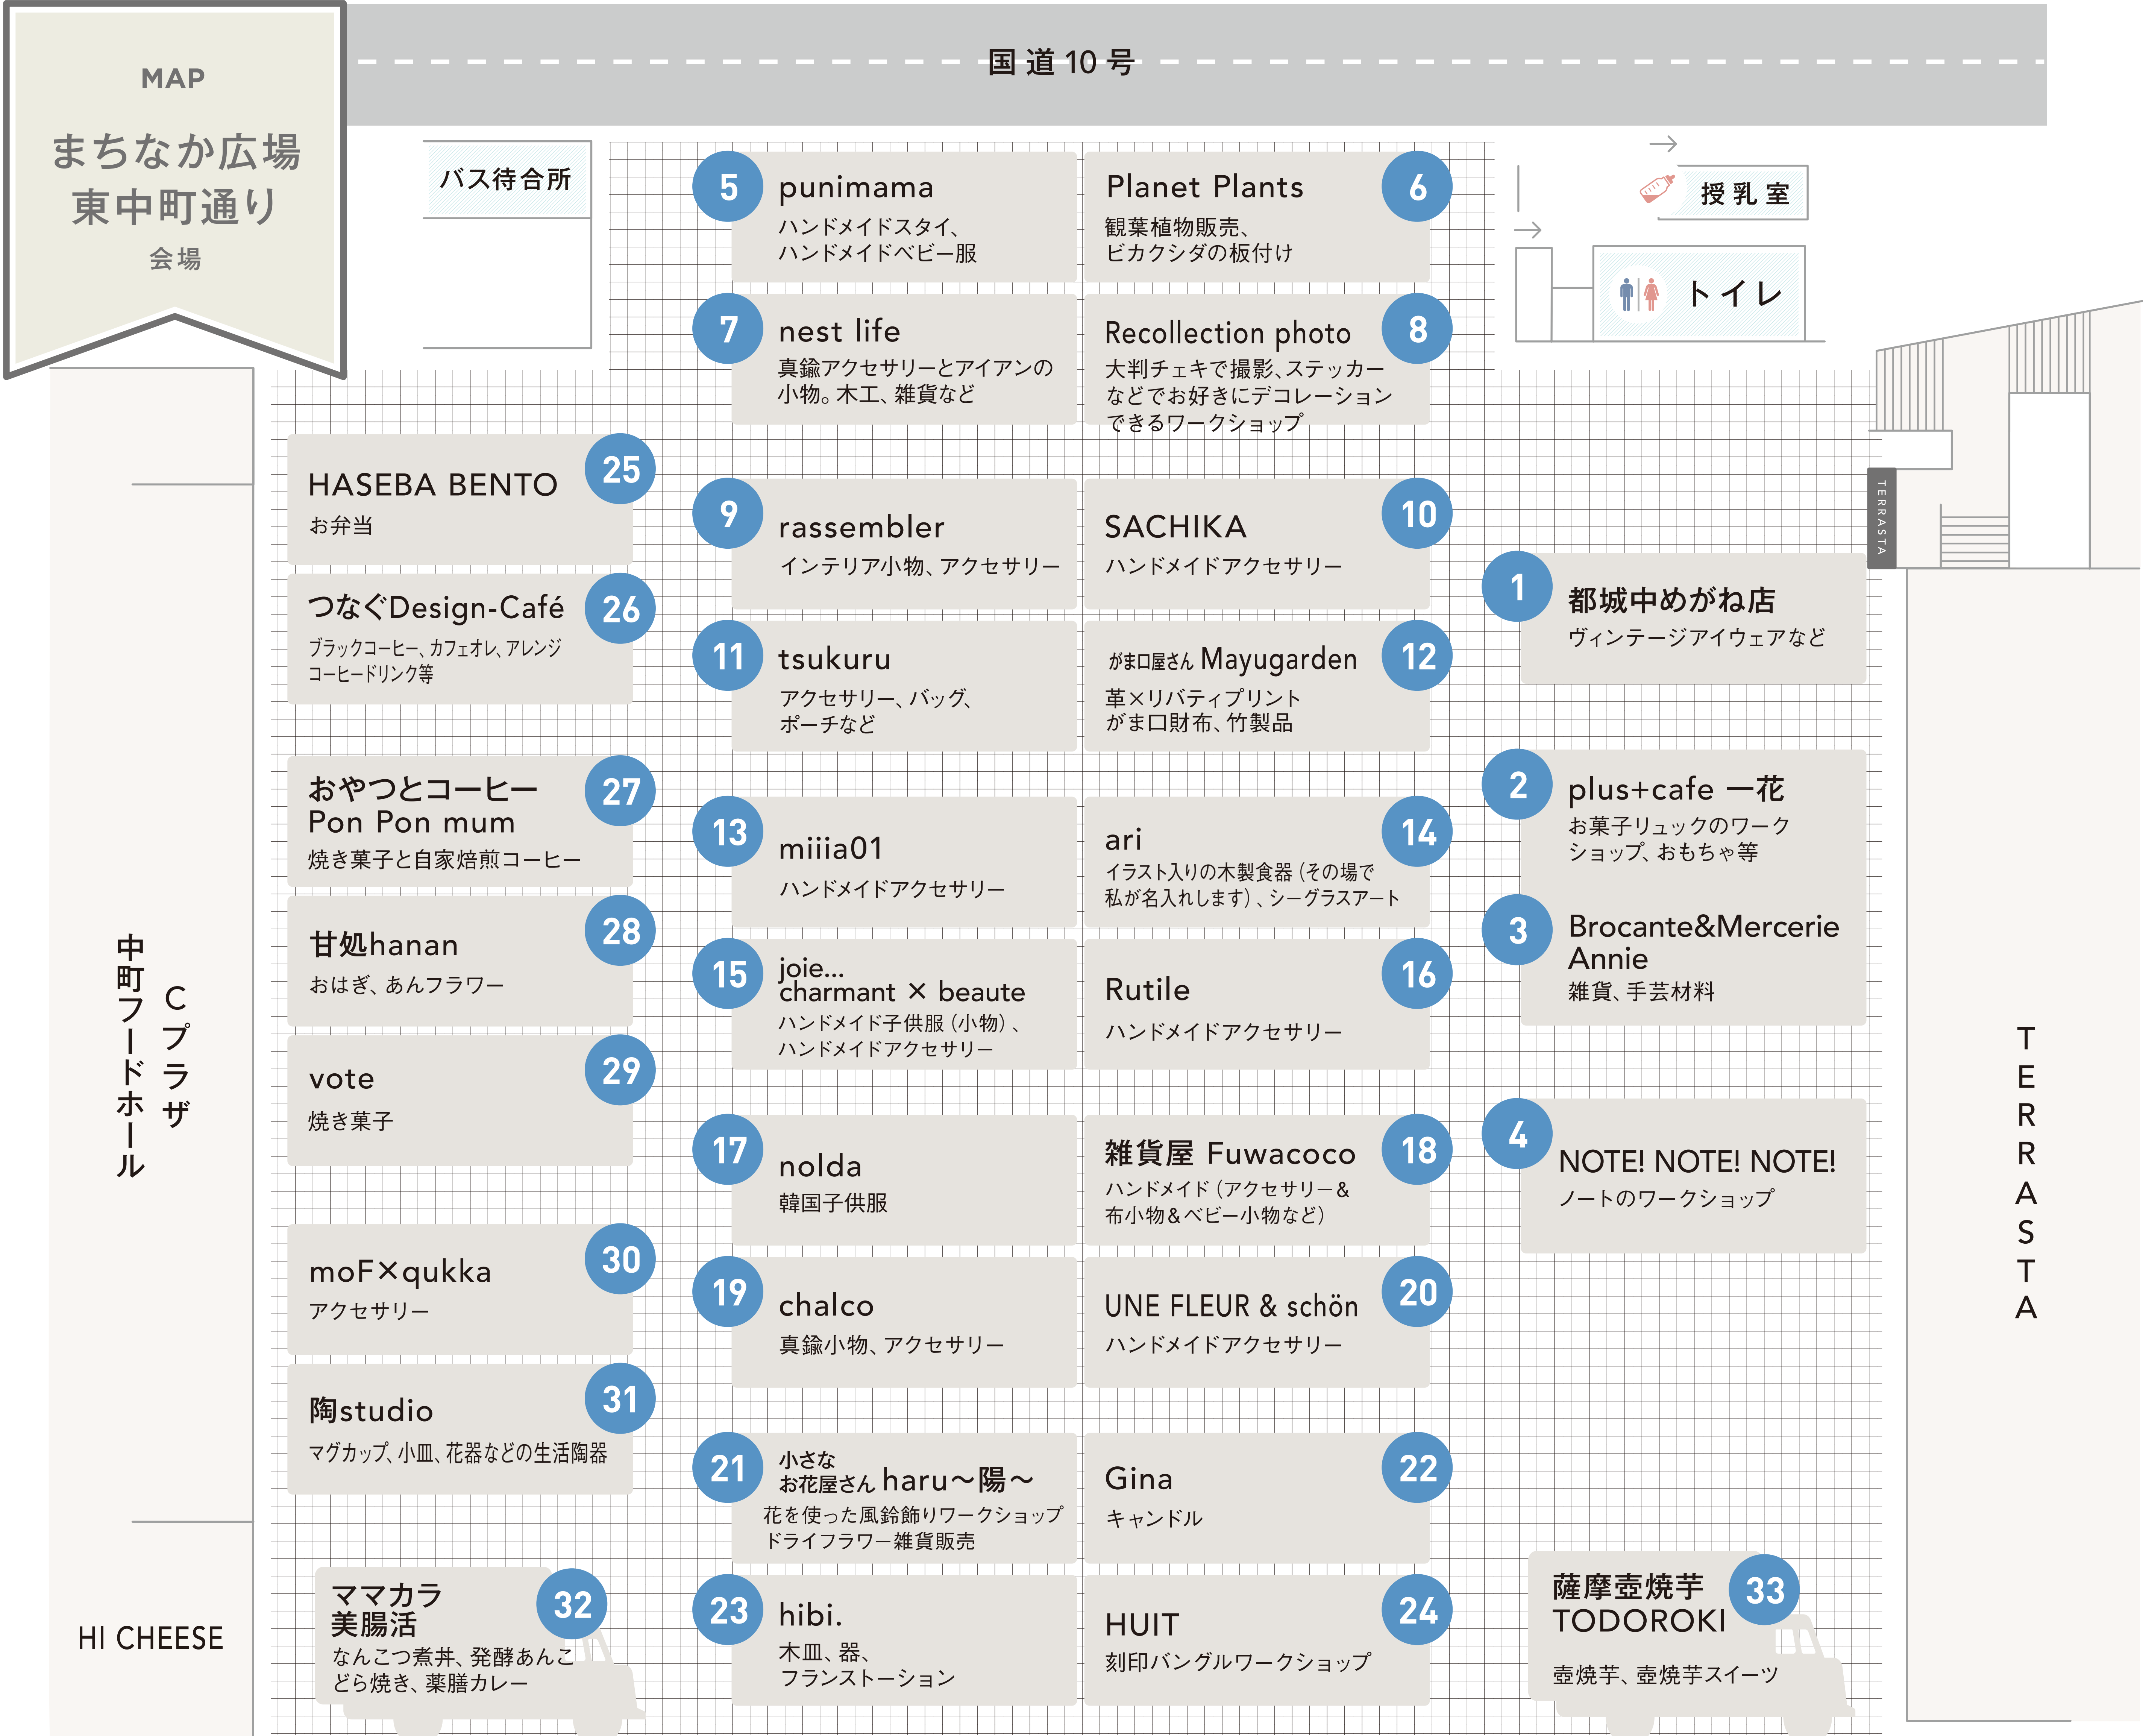 MAP
まちなか広場
東中町通り
会場
国道10号
バス待合所
授乳室
トイレ
TERRASTA
5
punimama
ハンドメイドスタイ、
ハンドメイドベビー服
6
Planet Plants
観葉植物販売、
ビカクシダの板付け
7
nest life
真鍮アクセサリーとアイアンの
小物。木工、雑貨など
8
Recollection photo
大判チェキで撮影、ステッカー
などでお好きにデコレーション
できるワークショップ
9
rassembler
インテリア小物、アクセサリー
10
SACHIKA
ハンドメイドアクセサリー
11
tsukuru
アクセサリー、バッグ、
ポーチなど
12
がま口屋さん Mayugarden
革×リバティプリント
がま口財布、竹製品
13
miiia01
ハンドメイドアクセサリー
14
ari
イラスト入りの木製食器（その場で
私が名入れします）、シーグラスアート
15
joie...
charmant × beaute
ハンドメイド子供服（小物）、
ハンドメイドアクセサリー
16
Rutile
ハンドメイドアクセサリー
17
nolda
韓国子供服
18
雑貨屋 Fuwacoco
ハンドメイド（アクセサリー＆
布小物＆ベビー小物など）
19
chalco
真鍮小物、アクセサリー
20
UNE FLEUR & schön
ハンドメイドアクセサリー
21
小さな
お花屋さん haru〜陽〜
花を使った風鈴飾りワークショップ
ドライフラワー雑貨販売
22
Gina
キャンドル
23
hibi.
木皿、器、
フランストーション
24
HUIT
刻印バングルワークショップ
25
HASEBA BENTO
お弁当
26
つなぐDesign-Café
ブラックコーヒー、カフェオレ、アレンジ
コーヒードリンク等
27
おやつとコーヒー
Pon Pon mum
焼き菓子と自家焙煎コーヒー
28
甘処hanan
おはぎ、あんフラワー
29
vote
焼き菓子
30
moF×qukka
アクセサリー
31
陶studio
マグカップ、小皿、花器などの生活陶器
32
ママカラ
美腸活
なんこつ煮丼、発酵あんこ
どら焼き、薬膳カレー
1
都城中めがね店
ヴィンテージアイウェアなど
2
plus+cafe 一花
お菓子リュックのワーク
ショップ、おもちゃ等
3
Brocante&Mercerie
Annie
雑貨、手芸材料
4
NOTE! NOTE! NOTE!
ノートのワークショップ
33
薩摩壺焼芋
TODOROKI
壺焼芋、壺焼芋スイーツ
Cプラザ
中町フードホール
HI CHEESE
TERRASTA